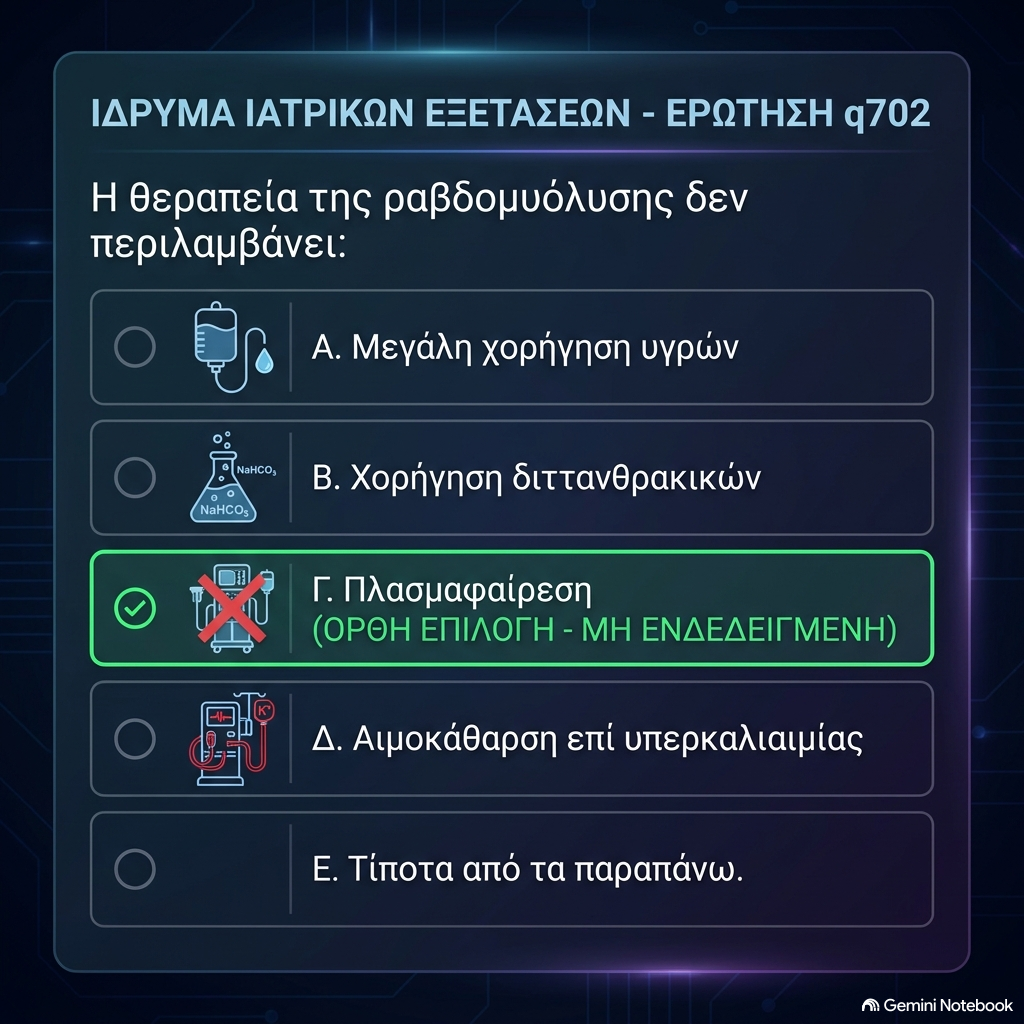 ΙΔΡΥΜΑ ΙΑΤΡΙΚΩΝ ΕΞΕΤΑΣΕΩΝ - ΕΡΩΤΗΣΗ q702
Η θεραπεία της ραβδομυόλυσης δεν
περιλαμβάνει:
Α. Μεγάλη χορήγηση υγρών
NaHCO₃
NaHCO₃
Β. Χορήγηση διττανθρακικών
Γ. Πλασμαφαίρεση
(ΟΡΘΗ ΕΠΙΛΟΓΗ - ΜΗ ΕΝΔΕΔΕΙΓΜΕΝΗ)
K⁺
Δ. Αιμοκάθαρση επί υπερκαλιαιμίας
Ε. Τίποτα από τα παραπάνω.
Gemini Notebook